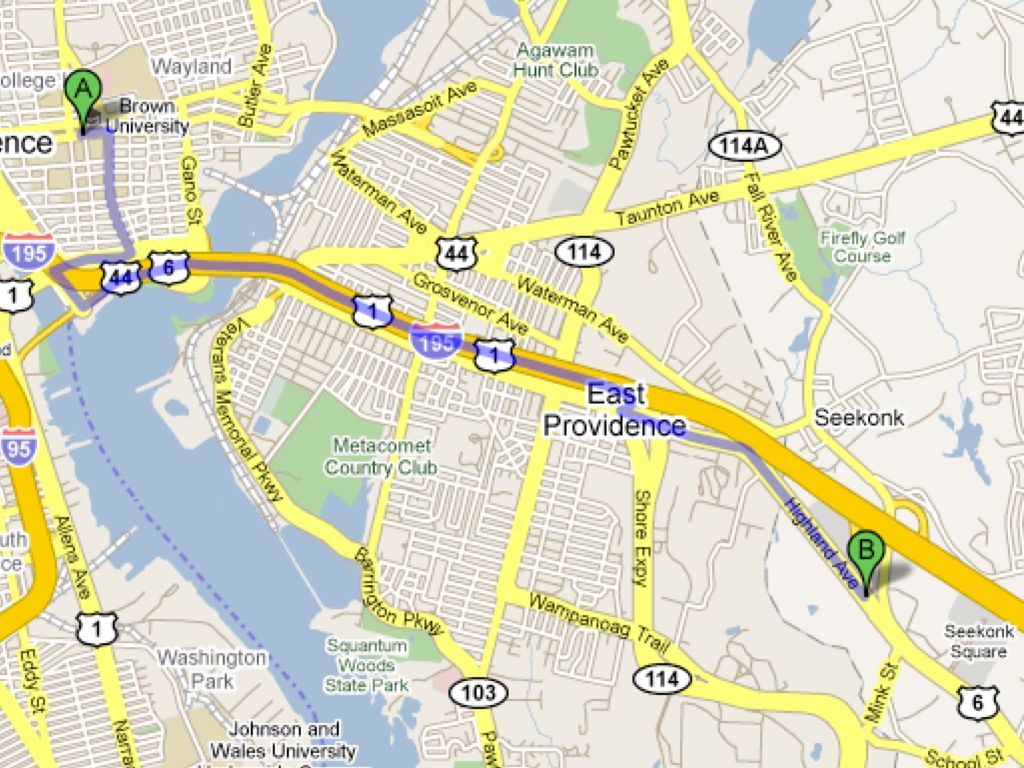 Agawam
Hunt Club
Wayland
College
Butler Ave
A
Brown
University
Massasoit Ave
Pawtucket Ave
44
114A
ence
Gano St
Waterman Ave
Taunton Ave
Fall River Ave
Firefly Golf
Course
195
44
6
44
114
1
Grosvenor Ave
Waterman Ave
1
195
1
Veterans Memorial Pkwy
East
Providence
Seekonk
95
Metacomet
Country Club
Highland Ave
Shore Expy
Allens Ave
B
Barrington Pkwy
Wampanoag Trail
1
Seekonk
Square
Squantum
Woods
State Park
Washington
Park
Eddy St
103
114
Mink St
6
Johnson and
Wales University
School St